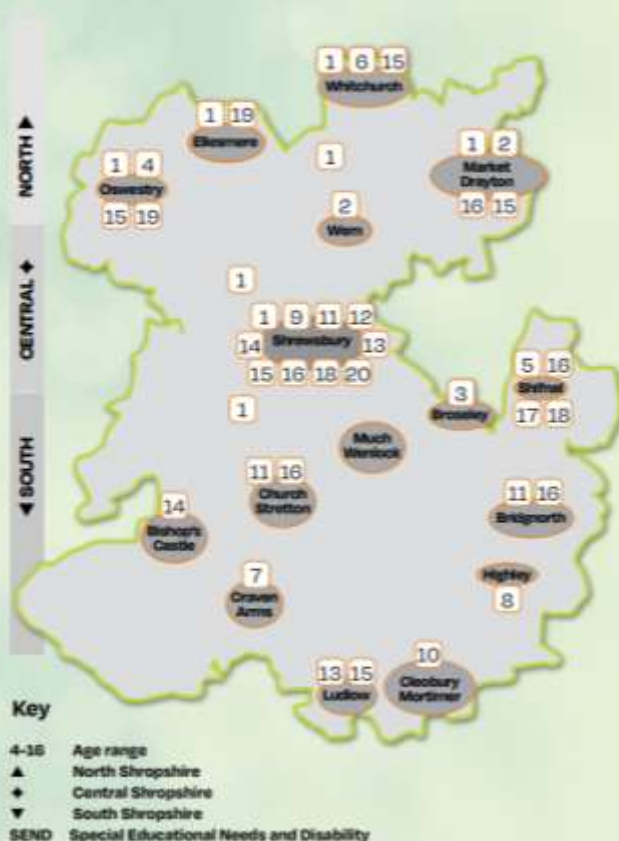 1 6 15
Whitchurch
1 19
Ellesmere
1
1 2
Market
Drayton
16 15
1 4
Oswestry
15 19
2
Wem
NORTH ▲
1
CENTRAL ✦
1 9 11 12
14 Shrewsbury 13
15 16 18 20
5 16
Shifnal
17 18
3
Broseley
1
Much
Wenlock
◀ SOUTH
11 16
Church
Stretton
11 16
Bridgnorth
14
Bishop's
Castle
7
Craven
Arms
Highley
8
13 15
Ludlow
10
Cleobury
Mortimer
Key
4-16 Age range
▲ North Shropshire
✦ Central Shropshire
▼ South Shropshire
SEND Special Educational Needs and Disability